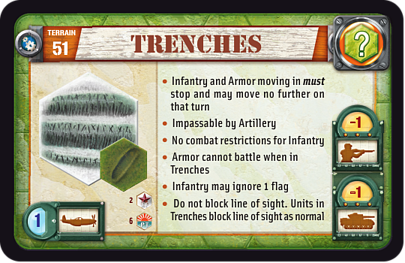 TERRAIN
51
TRENCHES
?
• Infantry and Armor moving in must
stop and may move no further on
that turn
• Impassable by Artillery
• No combat restrictions for Infantry
• Armor cannot battle when in
Trenches
• Infantry may ignore 1 flag
• Do not block line of sight. Units in
Trenches block line of sight as normal
-1
-1
2
6
1